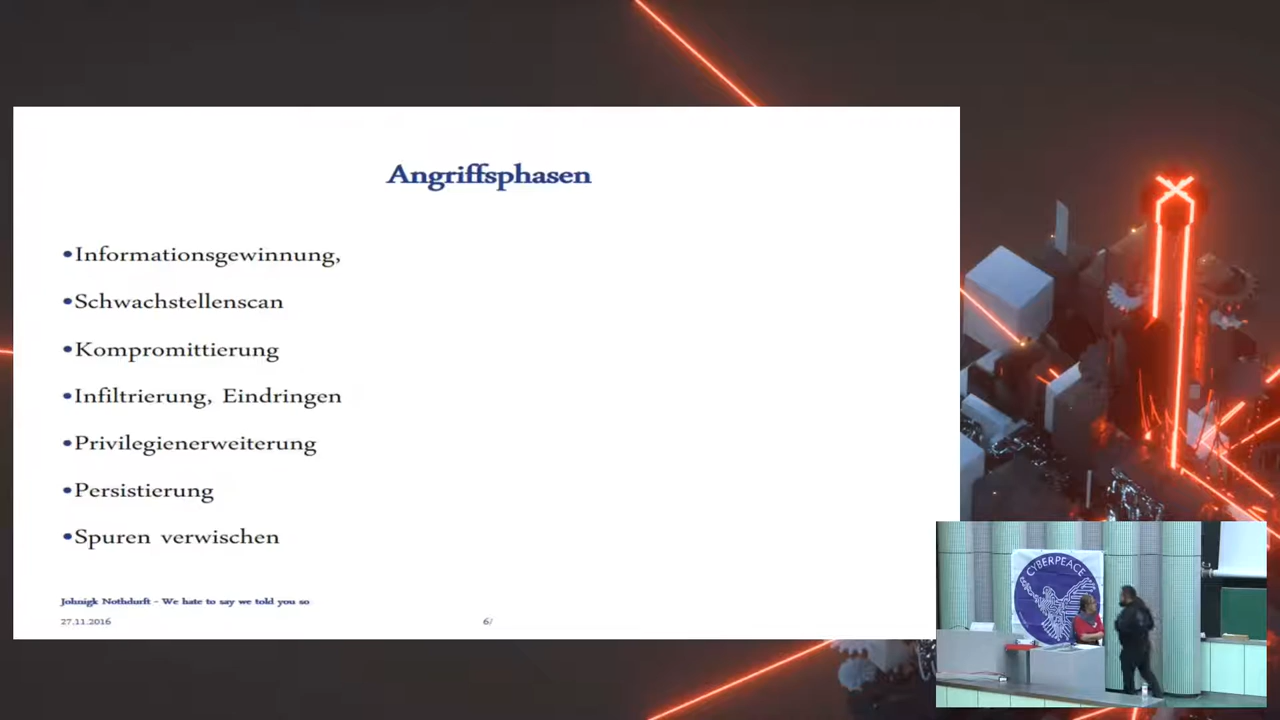 Angriffsphasen
•Informationsgewinnung,
•Schwachstellenscan
•Kompromittierung
•Infiltrierung, Eindringen
•Privilegienerweiterung
•Persistierung
•Spuren verwischen
Johnigk Nothdurft - We hate to say we told you so
27.11.2016
6/
CYBERPEACE